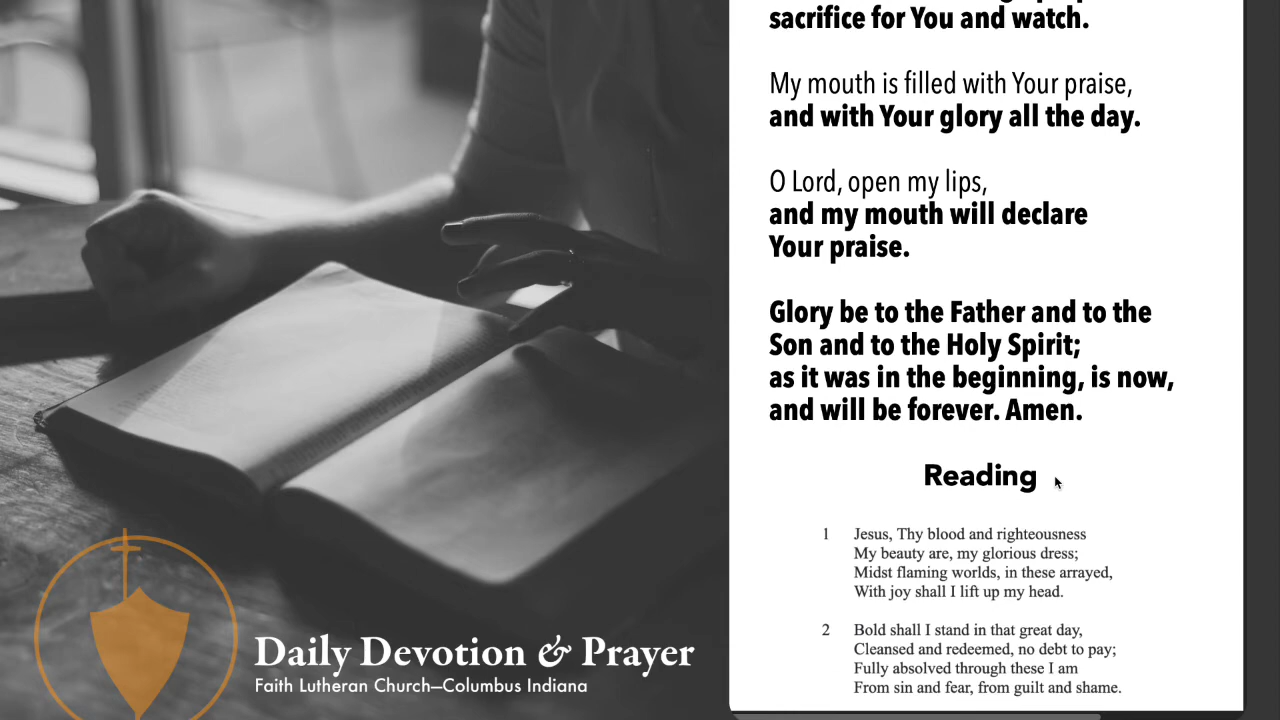 sacrifice for You and watch.
My mouth is filled with Your praise,
and with Your glory all the day.
O Lord, open my lips,
and my mouth will declare
Your praise.
Glory be to the Father and to the
Son and to the Holy Spirit;
as it was in the beginning, is now,
and will be forever. Amen.
Reading
1 Jesus, Thy blood and righteousness
My beauty are, my glorious dress;
Midst flaming worlds, in these arrayed,
With joy shall I lift up my head.
2 Bold shall I stand in that great day,
Cleansed and redeemed, no debt to pay;
Fully absolved through these I am
From sin and fear, from guilt and shame.
Daily Devotion & Prayer
Faith Lutheran Church—Columbus Indiana